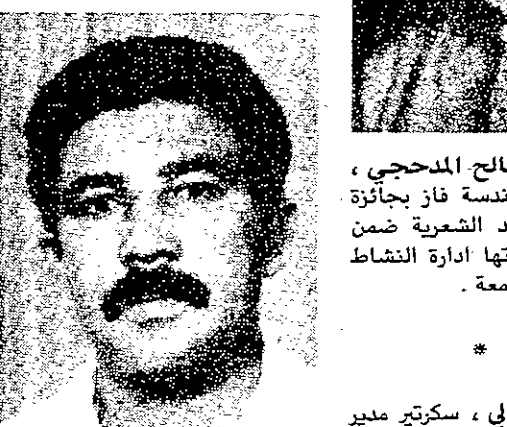 الح المدحجي ،
ندسة فاز بجائزة
د الشعرية ضمن
تها ادارة النشاط
معة .
*
لي ، سكرتير مدير